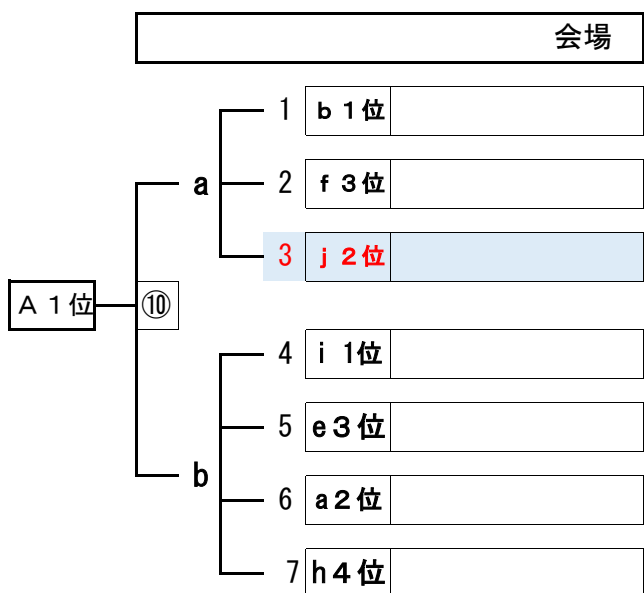 会場
1 ｂ１位
a 2 ｆ３位
3 ｊ２位
Ａ１位 ⑩
4 ｉ 1位
5 e３位
b 6 a２位
7 h４位